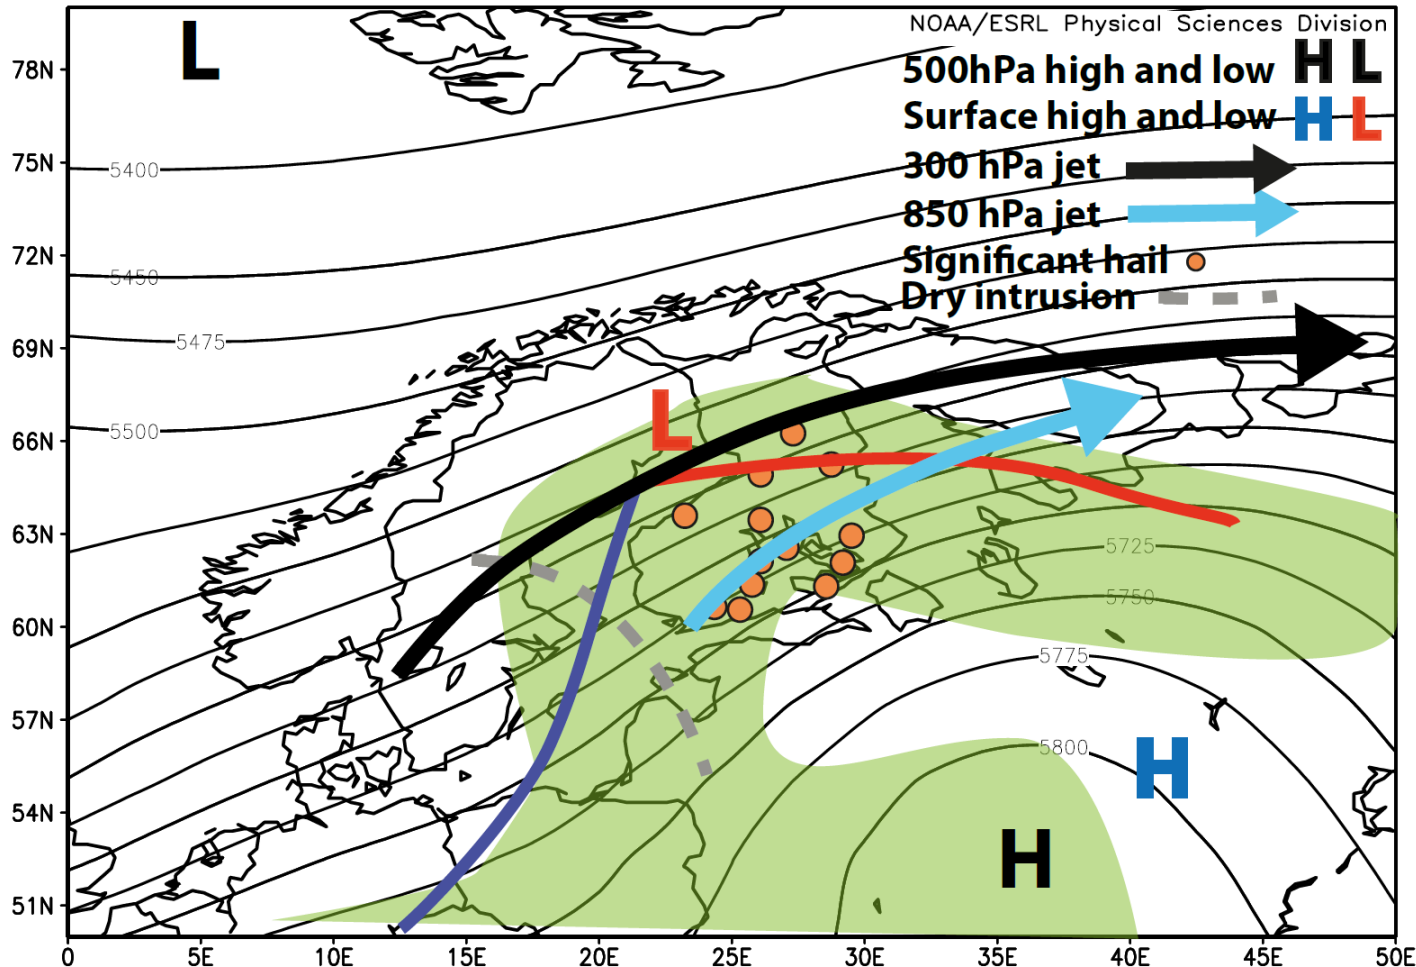 NOAA/ESRL Physical Sciences Division
L
78N
500hPa high and low H L
Surface high and low H L
75N
5400
300 hPa jet
850 hPa jet
72N
5450
Significant hail
Dry intrusion
69N
5475
66N
5500
L
63N
5725
5750
60N
5775
57N
5800
H
54N
H
51N
0 5E 10E 15E 20E 25E 30E 35E 40E 45E 50E